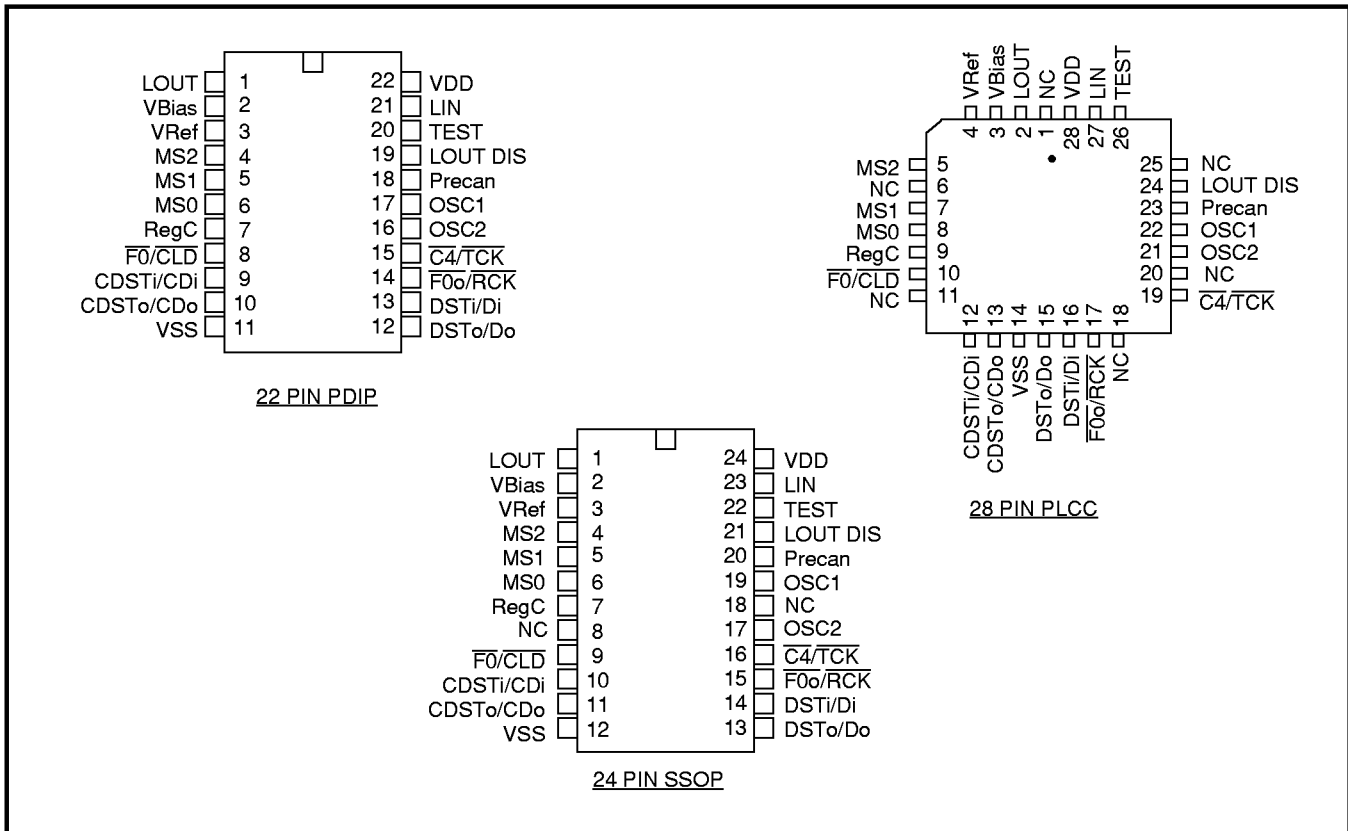 LOUT 1 22 VDD
VBias 2 21 LIN
VRef 3 20 TEST
MS2 4 19 LOUT DIS
MS1 5 18 Precan
MS0 6 17 OSC1
RegC 7 16 OSC2
F0/CLD 8 15 C4/TCK
CDSTi/CDi 9 14 F0o/RCK
CDSTo/CDo 10 13 DSTi/Di
VSS 11 12 DSTo/Do
22 PIN PDIP
VRef VBias LOUT NC VDD LIN TEST
4 3 2 1 28 27 26
MS2 5 25 NC
NC 6 24 LOUT DIS
MS1 7 23 Precan
MS0 8 22 OSC1
RegC 9 21 OSC2
F0/CLD 10 20 NC
NC 11 19 C4/TCK
12 13 14 15 16 17 18
CDSTi/CDi CDSTo/CDo VSS DSTo/Do DSTi/Di F0o/RCK NC
28 PIN PLCC
LOUT 1 24 VDD
VBias 2 23 LIN
VRef 3 22 TEST
MS2 4 21 LOUT DIS
MS1 5 20 Precan
MS0 6 19 OSC1
RegC 7 18 NC
NC 8 17 OSC2
F0/CLD 9 16 C4/TCK
CDSTi/CDi 10 15 F0o/RCK
CDSTo/CDo 11 14 DSTi/Di
VSS 12 13 DSTo/Do
24 PIN SSOP